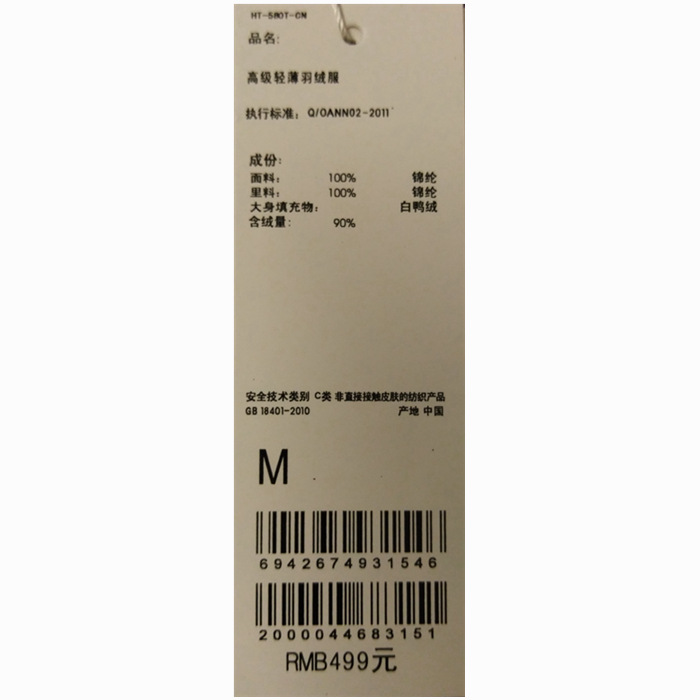 HT-580T-CN
品名:
高级轻薄羽绒服
执行标准: Q/OANN02-2011
成份:
面料: 100% 锦纶
里料: 100% 锦纶
大身填充物: 白鸭绒
含绒量: 90%
安全技术类别 C类 非直接接触皮肤的纺织产品
GB 18401-2010 产地 中国
M
6942674931546
2000044683151
RMB499元